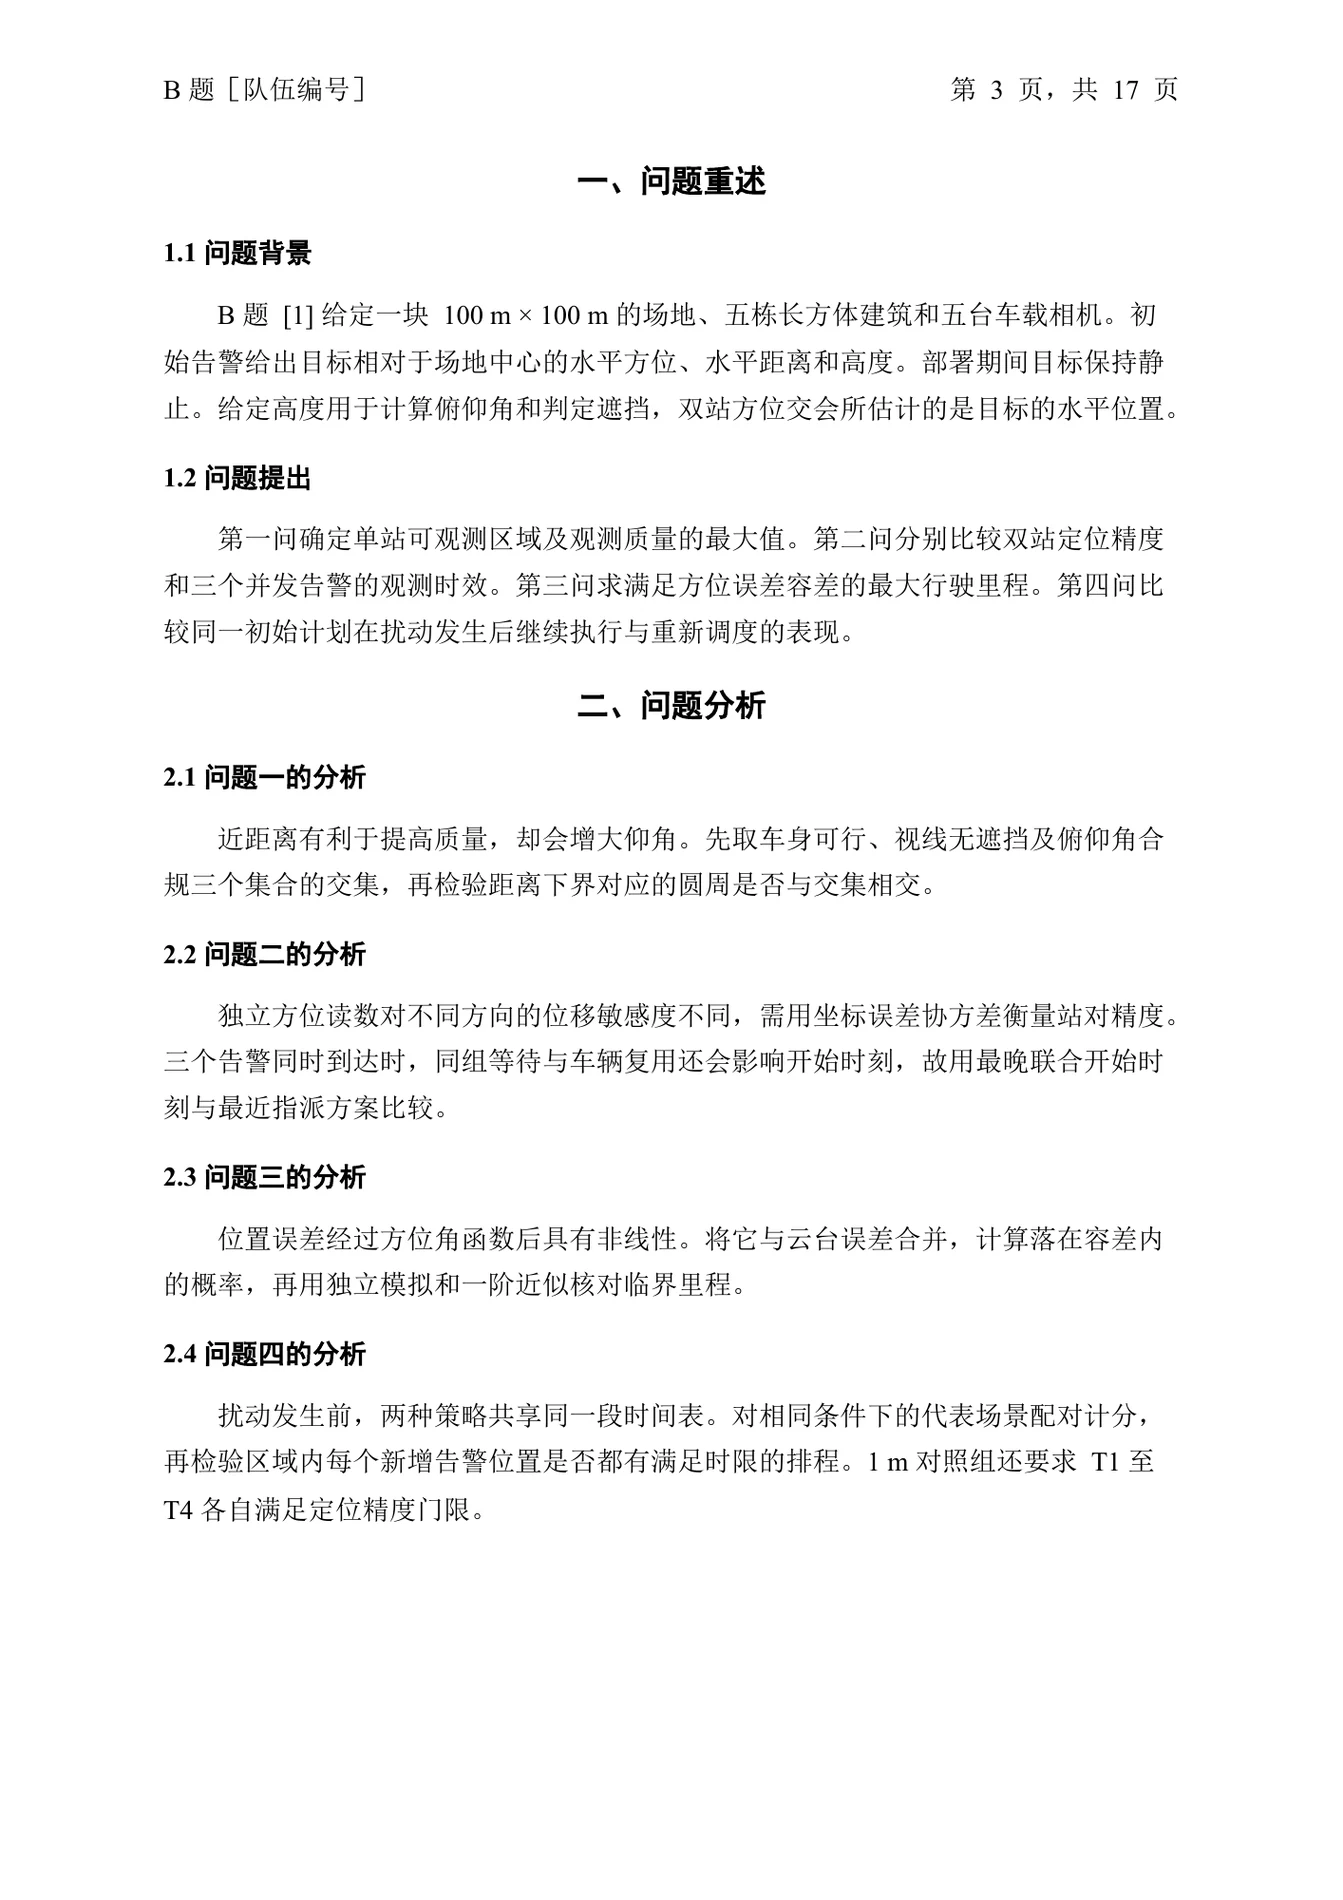 B 题［队伍编号］
第 3 页，共 17 页
一、问题重述
1.1 问题背景
B 题 [1] 给定一块 100 m × 100 m 的场地、五栋长方体建筑和五台车载相机。初
始告警给出目标相对于场地中心的水平方位、水平距离和高度。部署期间目标保持静
止。给定高度用于计算俯仰角和判定遮挡，双站方位交会所估计的是目标的水平位置。
1.2 问题提出
第一问确定单站可观测区域及观测质量的最大值。第二问分别比较双站定位精度
和三个并发告警的观测时效。第三问求满足方位误差容差的最大行驶里程。第四问比
较同一初始计划在扰动发生后继续执行与重新调度的表现。
二、问题分析
2.1 问题一的分析
近距离有利于提高质量，却会增大仰角。先取车身可行、视线无遮挡及俯仰角合
规三个集合的交集，再检验距离下界对应的圆周是否与交集相交。
2.2 问题二的分析
独立方位读数对不同方向的位移敏感度不同，需用坐标误差协方差衡量站对精度。
三个告警同时到达时，同组等待与车辆复用还会影响开始时刻，故用最晚联合开始时
刻与最近指派方案比较。
2.3 问题三的分析
位置误差经过方位角函数后具有非线性。将它与云台误差合并，计算落在容差内
的概率，再用独立模拟和一阶近似核对临界里程。
2.4 问题四的分析
扰动发生前，两种策略共享同一段时间表。对相同条件下的代表场景配对计分，
再检验区域内每个新增告警位置是否都有满足时限的排程。1 m 对照组还要求 T1 至
T4 各自满足定位精度门限。